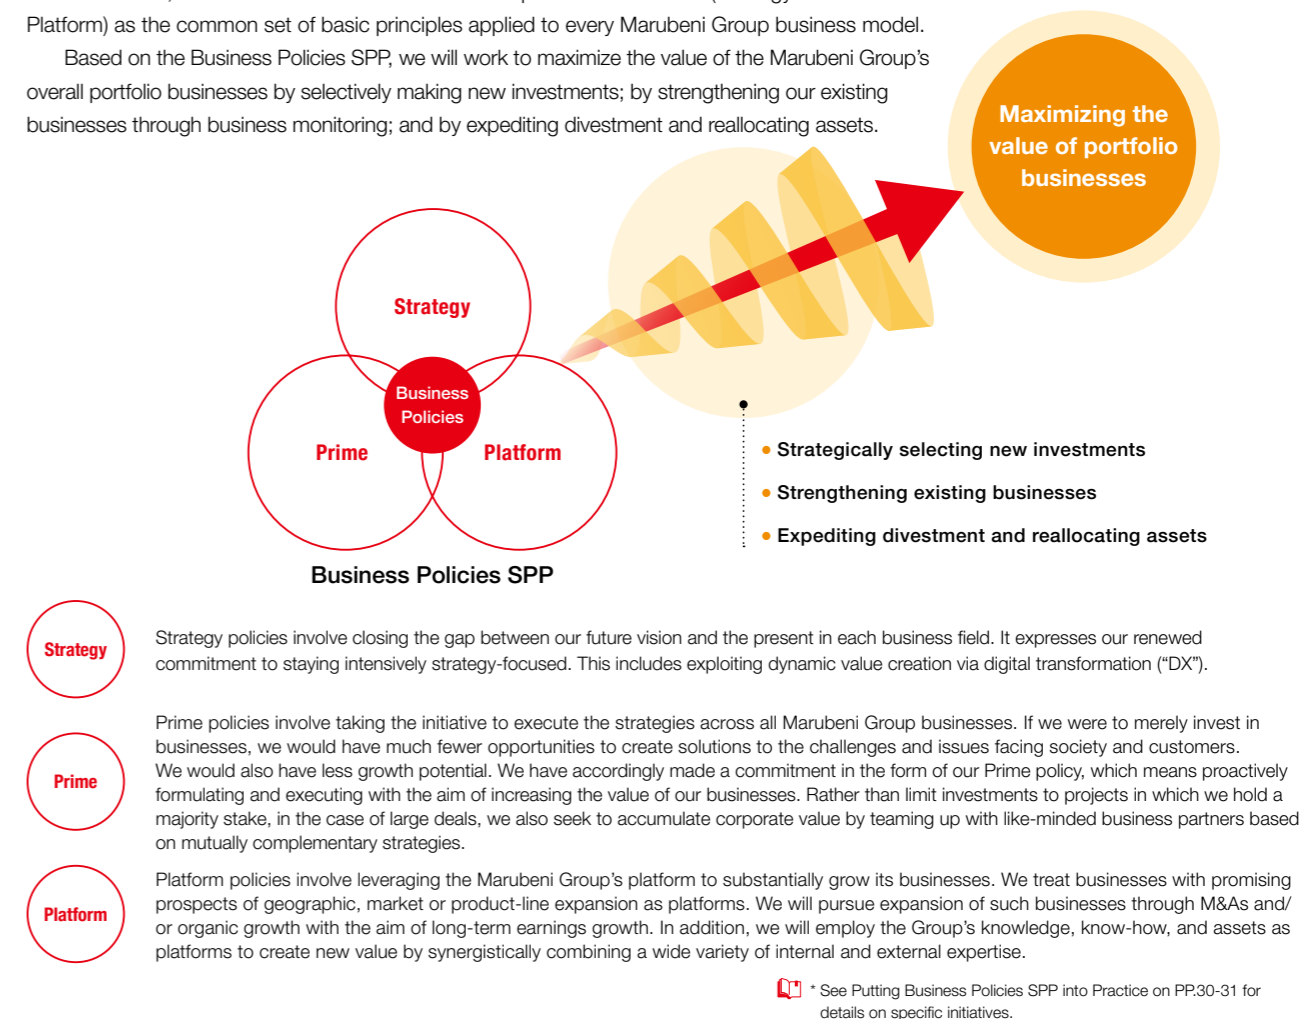 Platform) as the common set of basic principles applied to every Marubeni Group business model.
Based on the Business Policies SPP, we will work to maximize the value of the Marubeni Group’s
overall portfolio businesses by selectively making new investments; by strengthening our existing
businesses through business monitoring; and by expediting divestment and reallocating assets.
Maximizing the
value of portfolio
businesses
Strategy
Business
Policies
Prime
Platform
Business Policies SPP
• Strategically selecting new investments
• Strengthening existing businesses
• Expediting divestment and reallocating assets
Strategy
Strategy policies involve closing the gap between our future vision and the present in each business field. It expresses our renewed
commitment to staying intensively strategy-focused. This includes exploiting dynamic value creation via digital transformation (“DX”).
Prime
Prime policies involve taking the initiative to execute the strategies across all Marubeni Group businesses. If we were to merely invest in
businesses, we would have much fewer opportunities to create solutions to the challenges and issues facing society and customers.
We would also have less growth potential. We have accordingly made a commitment in the form of our Prime policy, which means proactively
formulating and executing with the aim of increasing the value of our businesses. Rather than limit investments to projects in which we hold a
majority stake, in the case of large deals, we also seek to accumulate corporate value by teaming up with like-minded business partners based
on mutually complementary strategies.
Platform
Platform policies involve leveraging the Marubeni Group’s platform to substantially grow its businesses. We treat businesses with promising
prospects of geographic, market or product-line expansion as platforms. We will pursue expansion of such businesses through M&As and/
or organic growth with the aim of long-term earnings growth. In addition, we will employ the Group’s knowledge, know-how, and assets as
platforms to create new value by synergistically combining a wide variety of internal and external expertise.
* See Putting Business Policies SPP into Practice on PP.30-31 for
details on specific initiatives.